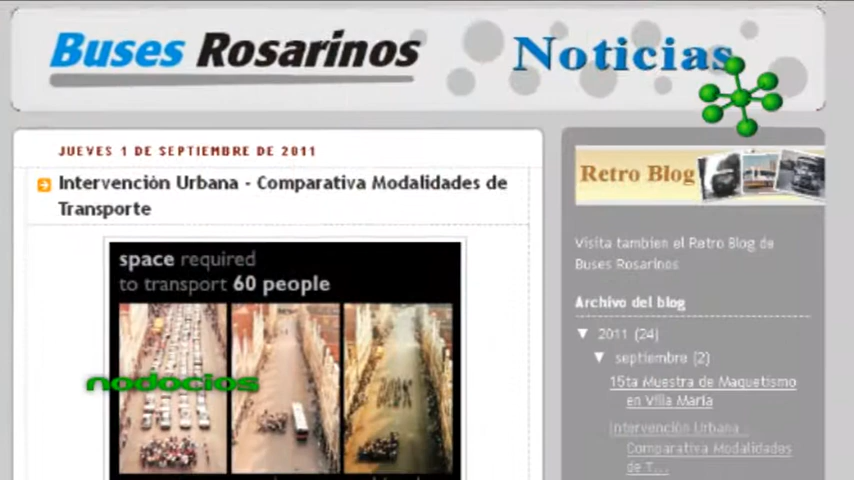 Buses Rosarinos
Noticias
JUEVES 1 DE SEPTIEMBRE DE 2011
Intervención Urbana - Comparativa Modalidades de
Transporte
space required
to transport 60 people
nodocios
Retro Blog
Visita tambien el Retro Blog de
Buses Rosarinos
Archivo del blog
▼ 2011 (24)
▼ septiembre (2)
15ta Muestra de Maquetismo
en Villa María
Intervención Urbana -
Comparativa Modalidades
de T...